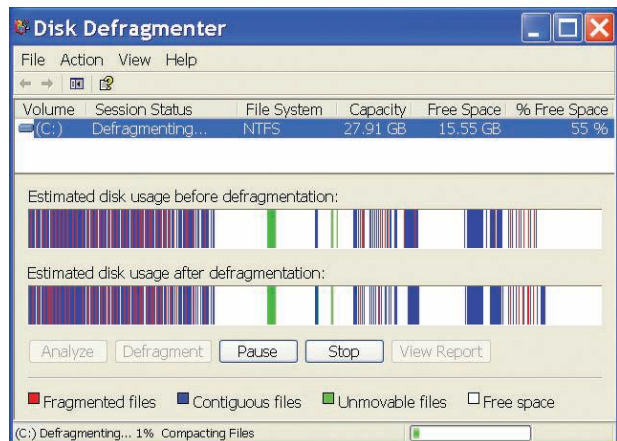 Disk Defragmenter
File Action View Help
Volume Session Status File System Capacity Free Space % Free Space
(C:) Defragmenting... NTFS 27.91 GB 15.55 GB 55 %
Estimated disk usage before defragmentation:
Estimated disk usage after defragmentation:
Analyze Defragment Pause Stop View Report
Fragmented files Contiguous files Unmovable files Free space
(C:) Defragmenting... 1% Compacting Files